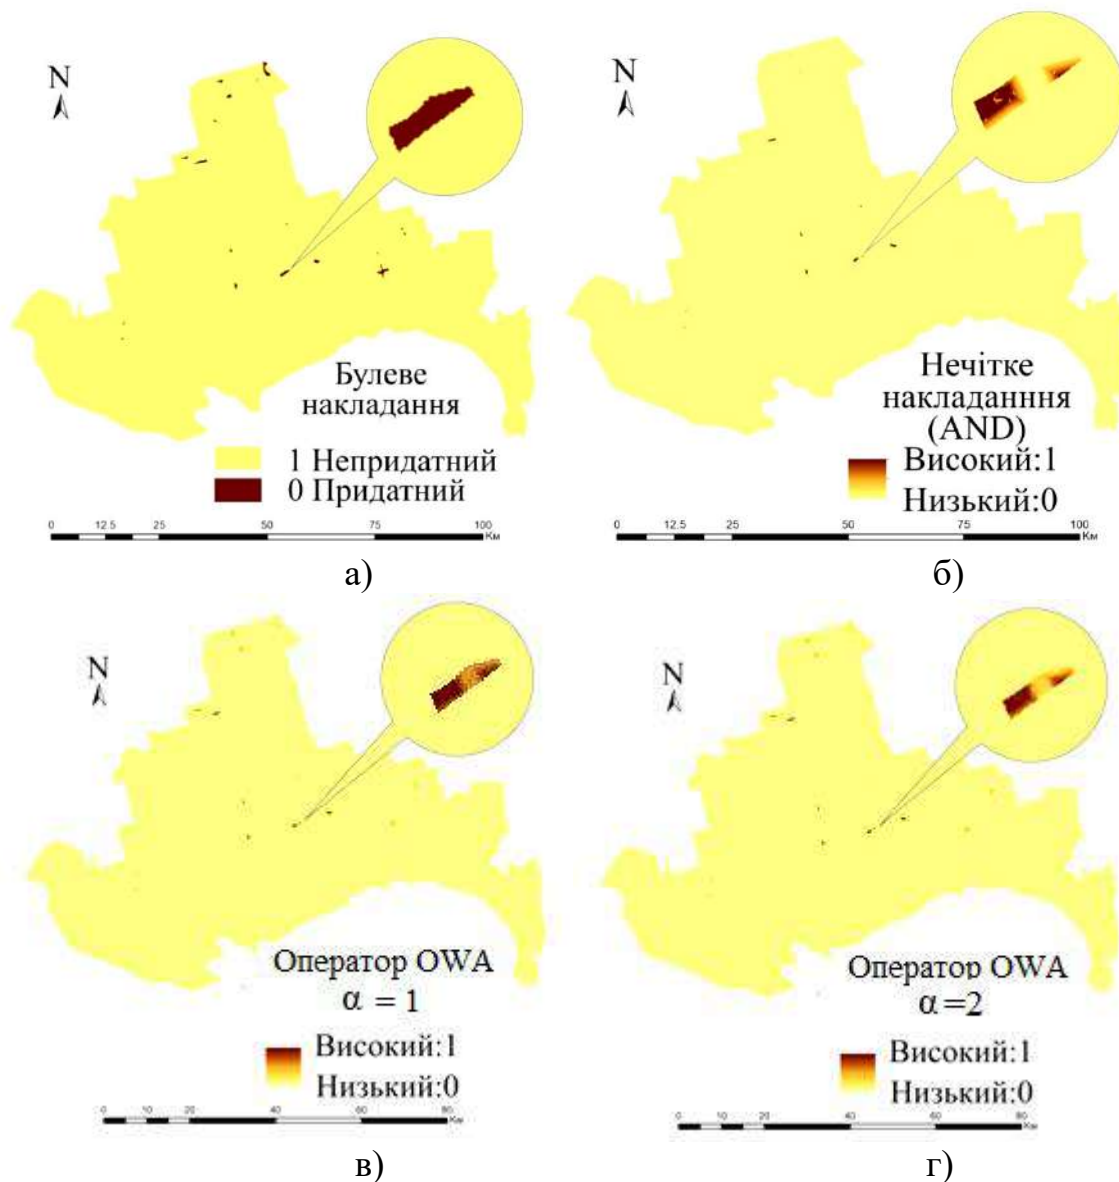 N
Булеве
накладання
1 Непридатний
0 Придатний
0 12.5 25 50 75 100
Км
а)
N
Нечітке
накладанння
(AND)
Високий:1
Низький:0
0 12.5 25 50 75 100
Км
б)
N
Оператор OWA
α = 1
Високий:1
Низький:0
0 10 20 40 60 80
Км
в)
N
Оператор OWA
α=2
Високий:1
Низький:0
0 10 20 40 60 80
Км
г)